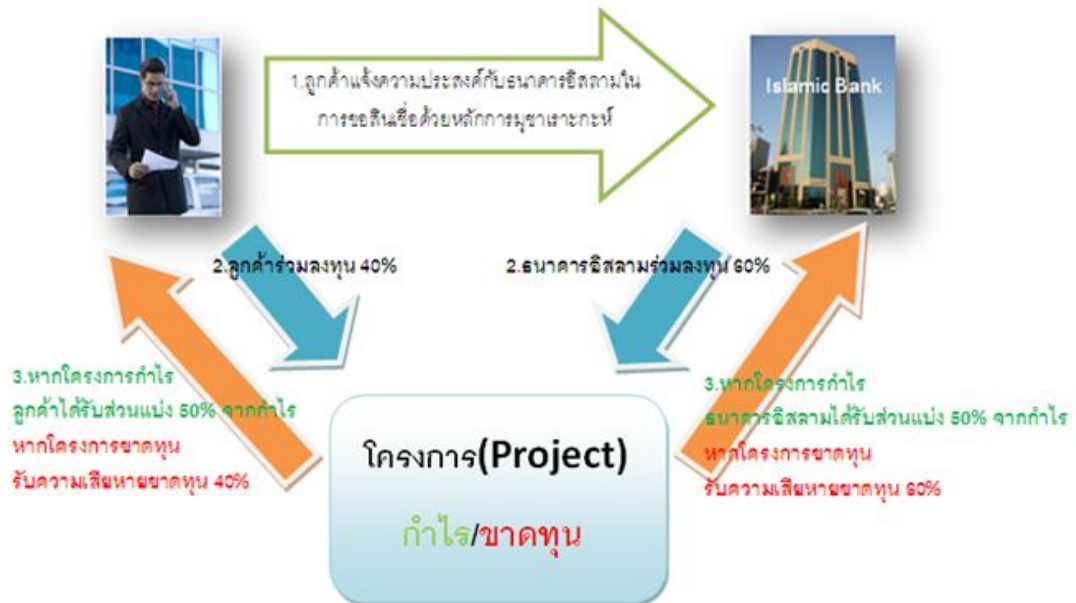 1.ลูกค้าแจ้งความประสงค์กับธนาคารอิสลามใน
การขอสินเชื่อด้วยหลักการมุชาเราะกะห์
Islamic Bank
2.ลูกค้าร่วมลงทุน 40%
2.ธนาคารอิสลามร่วมลงทุน 60%
3.หากโครงการกำไร
ลูกค้าได้รับส่วนแบ่ง 50% จากกำไร
หากโครงการขาดทุน
รับความเสียหายขาดทุน 40%
3.หากโครงการกำไร
ธนาคารอิสลามได้รับส่วนแบ่ง 50% จากกำไร
หากโครงการขาดทุน
รับความเสียหายขาดทุน 60%
โครงการ(Project)
กำไร/ขาดทุน